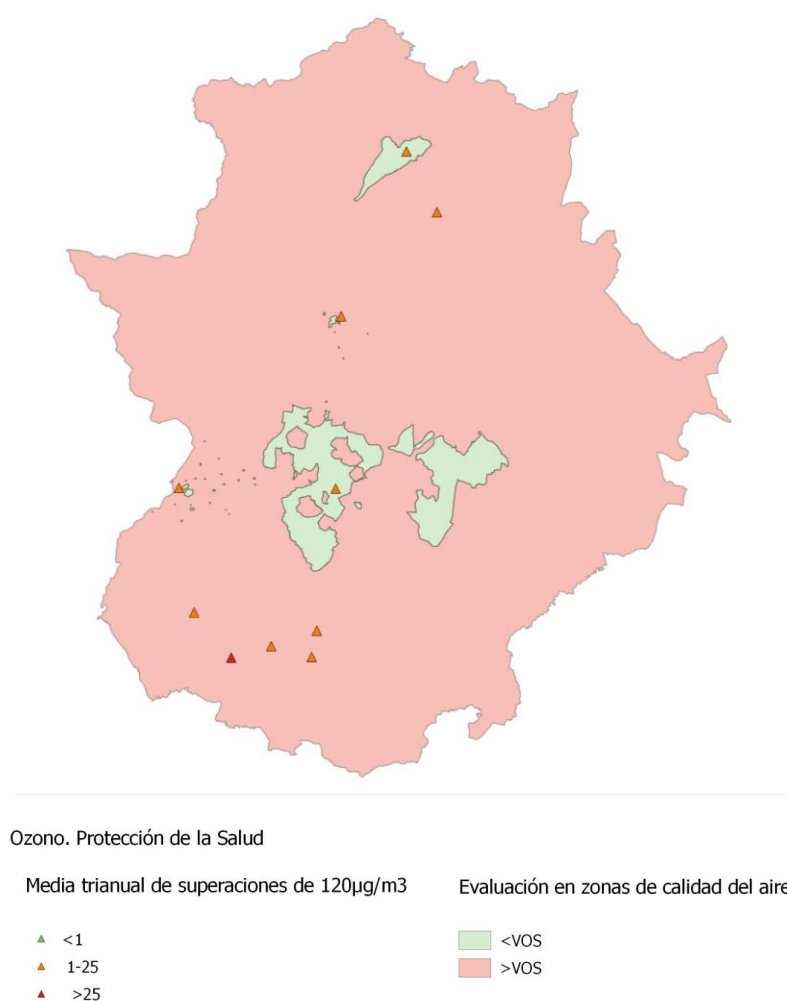 Ozono. Protección de la Salud
Media trianual de superaciones de 120µg/m3
<1
1-25
>25
Evaluación en zonas de calidad del aire
<VOS
>VOS